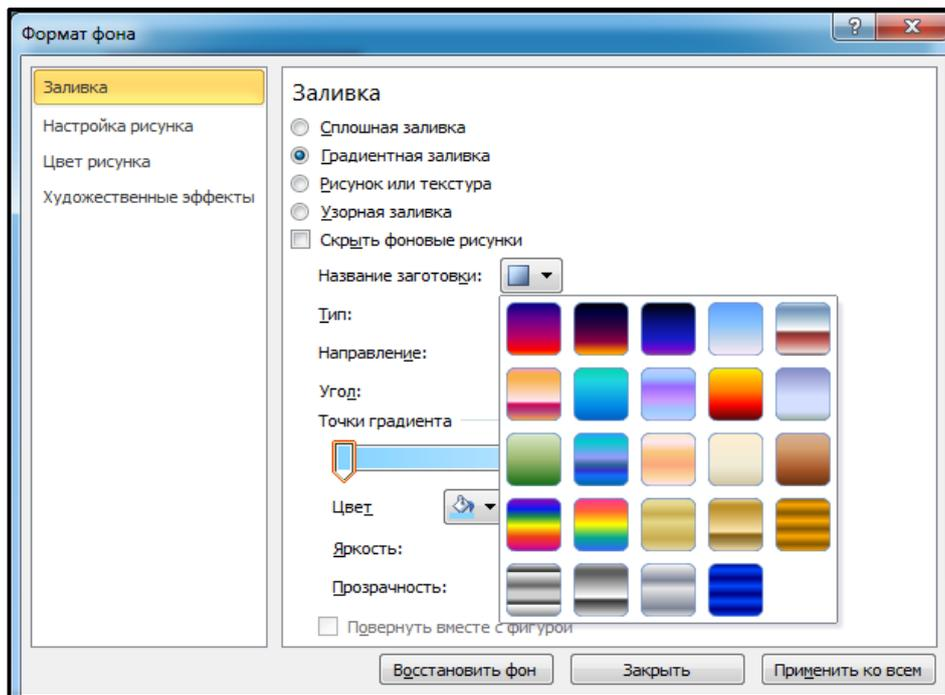 Формат фона
Заливка
Настройка рисунка
Цвет рисунка
Художественные эффекты
Заливка
Сплошная заливка
Градиентная заливка
Рисунок или текстура
Узорная заливка
Скрыть фоновые рисунки
Название заготовки:
Тип:
Направление:
Угол:
Точки градиента
Цвет
Яркость:
Прозрачность:
Повернуть вместе с фигурой
Восстановить фон
Закрыть
Применить ко всем